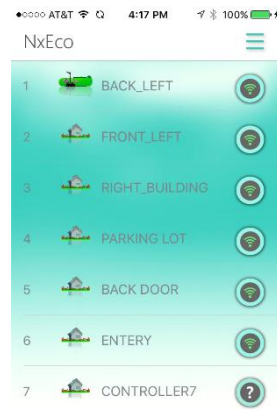 AT&T 4:17 PM 100%
NxEco
1 BACK_LEFT
2 FRONT_LEFT
3 RIGHT_BUILDING
4 PARKING LOT
5 BACK DOOR
6 ENTERY
7 CONTROLLER7 ?